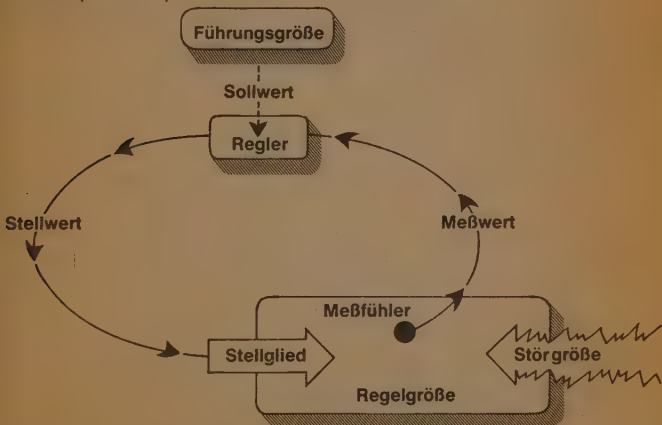 Führungsgröße
Sollwert
Regler
Stellwert
Meßwert
Meßfühler
Stellglied
Störgröße
Regelgröße